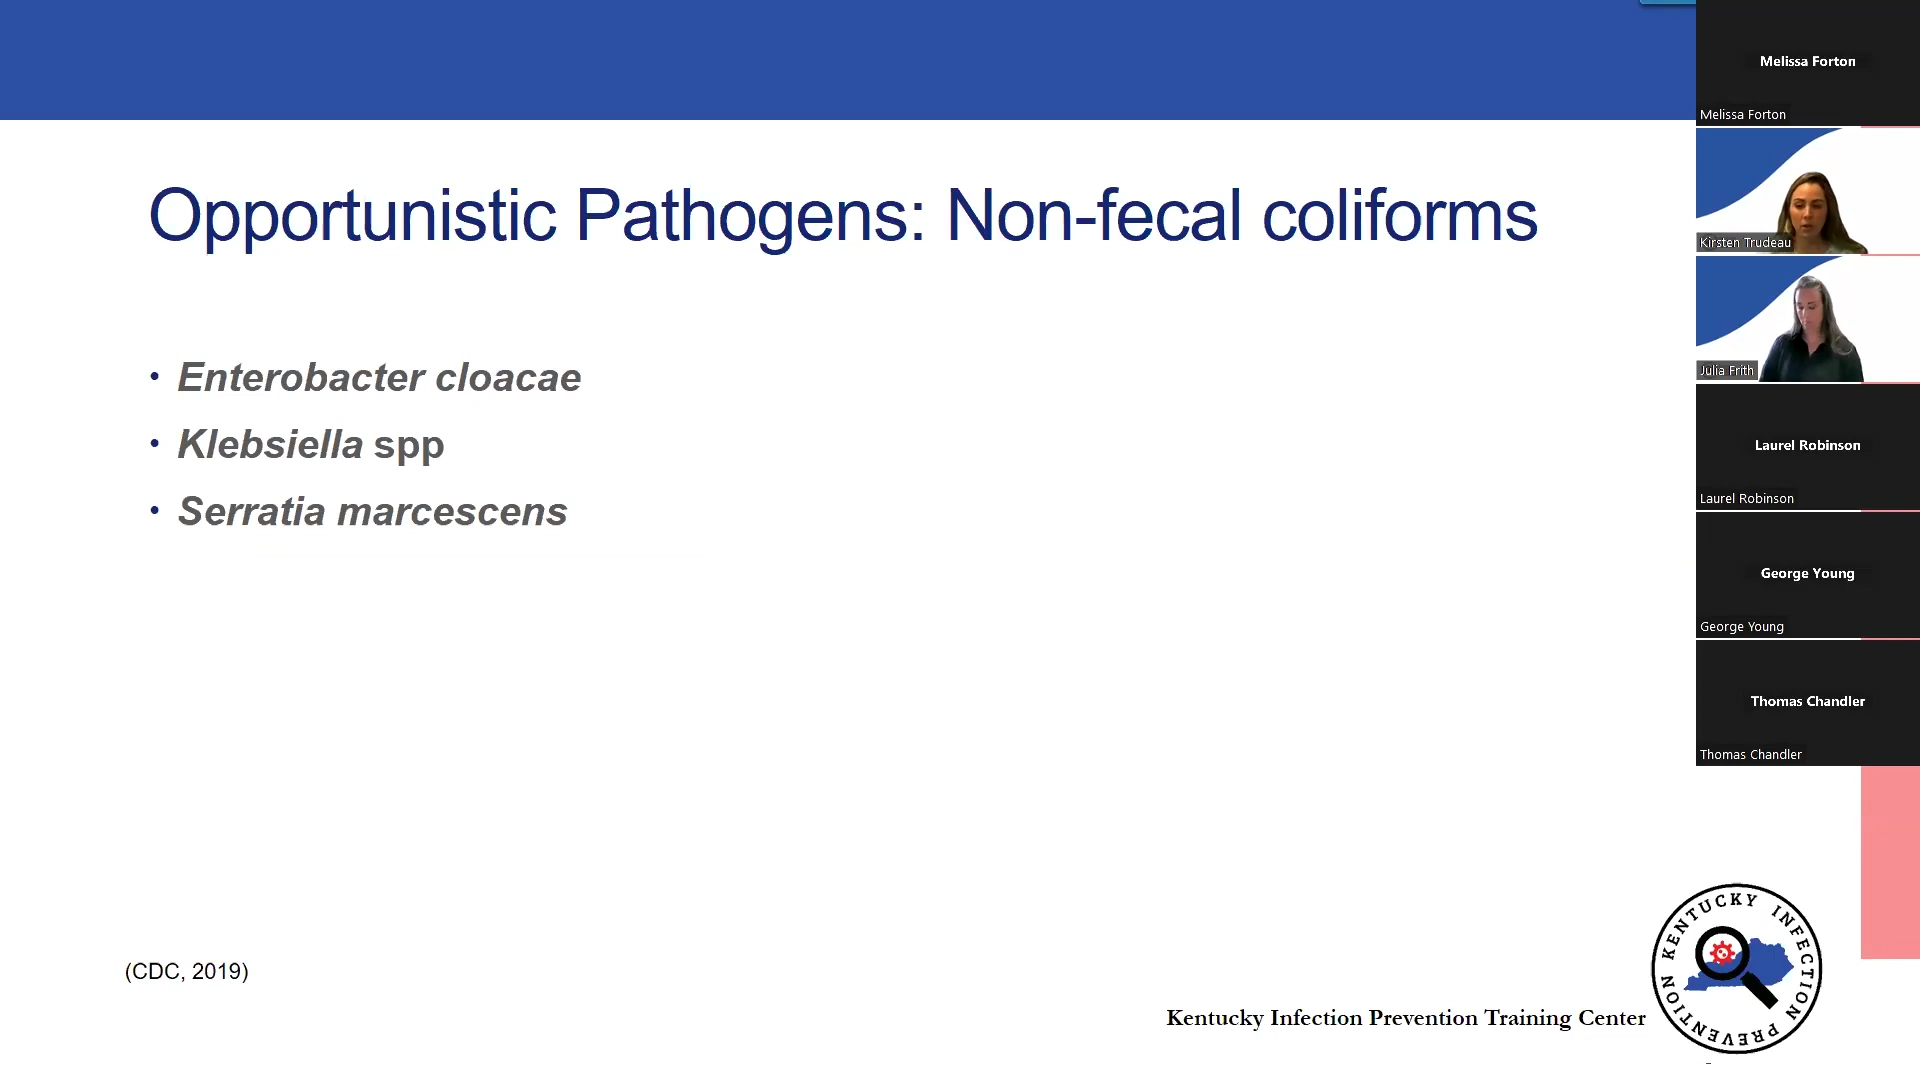 Opportunistic Pathogens: Non-fecal coliforms
• Enterobacter cloacae
• Klebsiella spp
• Serratia marcescens
(CDC, 2019)
Kentucky Infection Prevention Training Center
KENTUCKY INFECTION PREVENTION
Melissa Forton
Melissa Forton
Kirsten Trudeau
Julia Frith
Laurel Robinson
Laurel Robinson
George Young
George Young
Thomas Chandler
Thomas Chandler